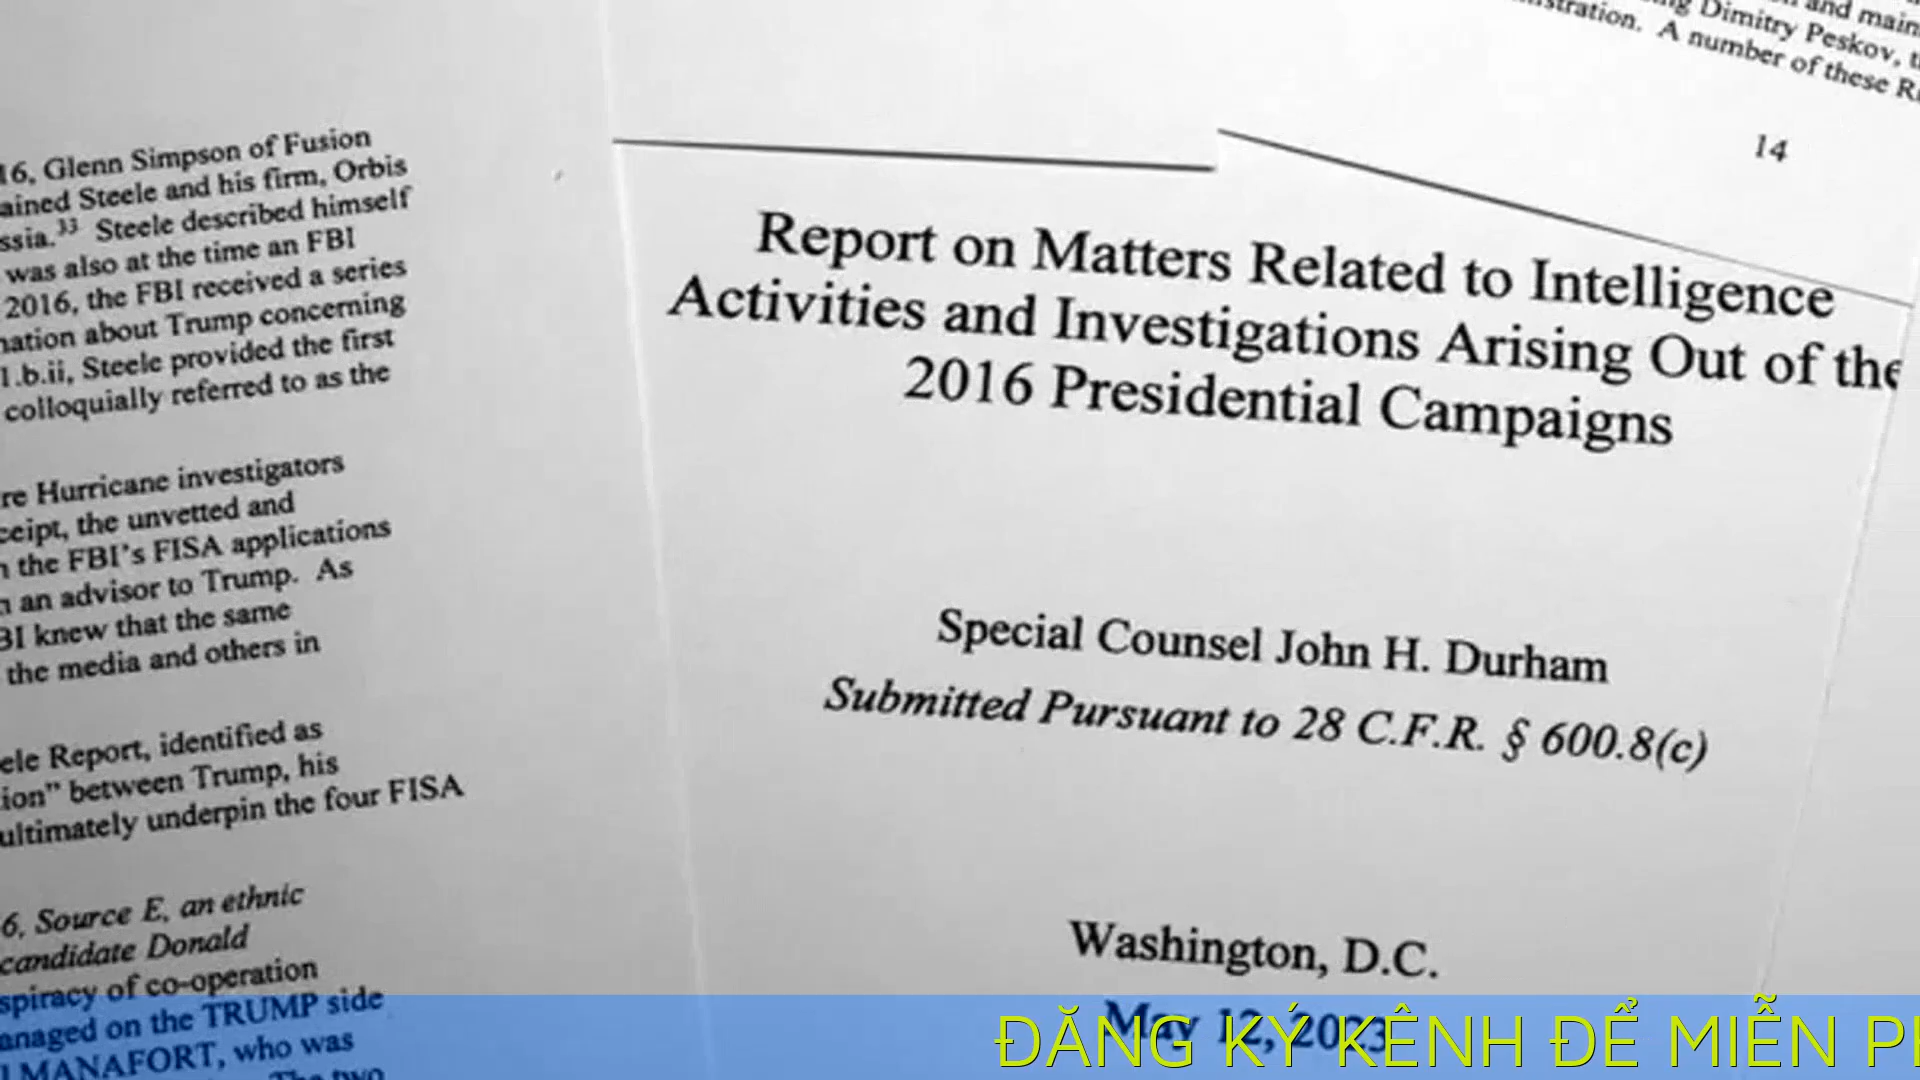 16, Glenn Simpson of Fusion
ained Steele and his firm, Orbis
ssia.33 Steele described himself
was also at the time an FBI
2016, the FBI received a series
nation about Trump concerning
1.b.ii, Steele provided the first
colloquially referred to as the
re Hurricane investigators
ceipt, the unvetted and
n the FBI's FISA applications
n an advisor to Trump. As
BI knew that the same
the media and others in
ele Report, identified as
ion" between Trump, his
ultimately underpin the four FISA
6, Source E, an ethnic
candidate Donald
spiracy of co-operation
anaged on the TRUMP side
MANAFORT, who was
The two
and main
Dimitry Peskov, t
stration. A number of these R
14
Report on Matters Related to Intelligence
Activities and Investigations Arising Out of the
2016 Presidential Campaigns
Special Counsel John H. Durham
Submitted Pursuant to 28 C.F.R. § 600.8(c)
Washington, D.C.
May 12, 2023
ĐĂNG KÝ KÊNH ĐỂ MIỄN PH